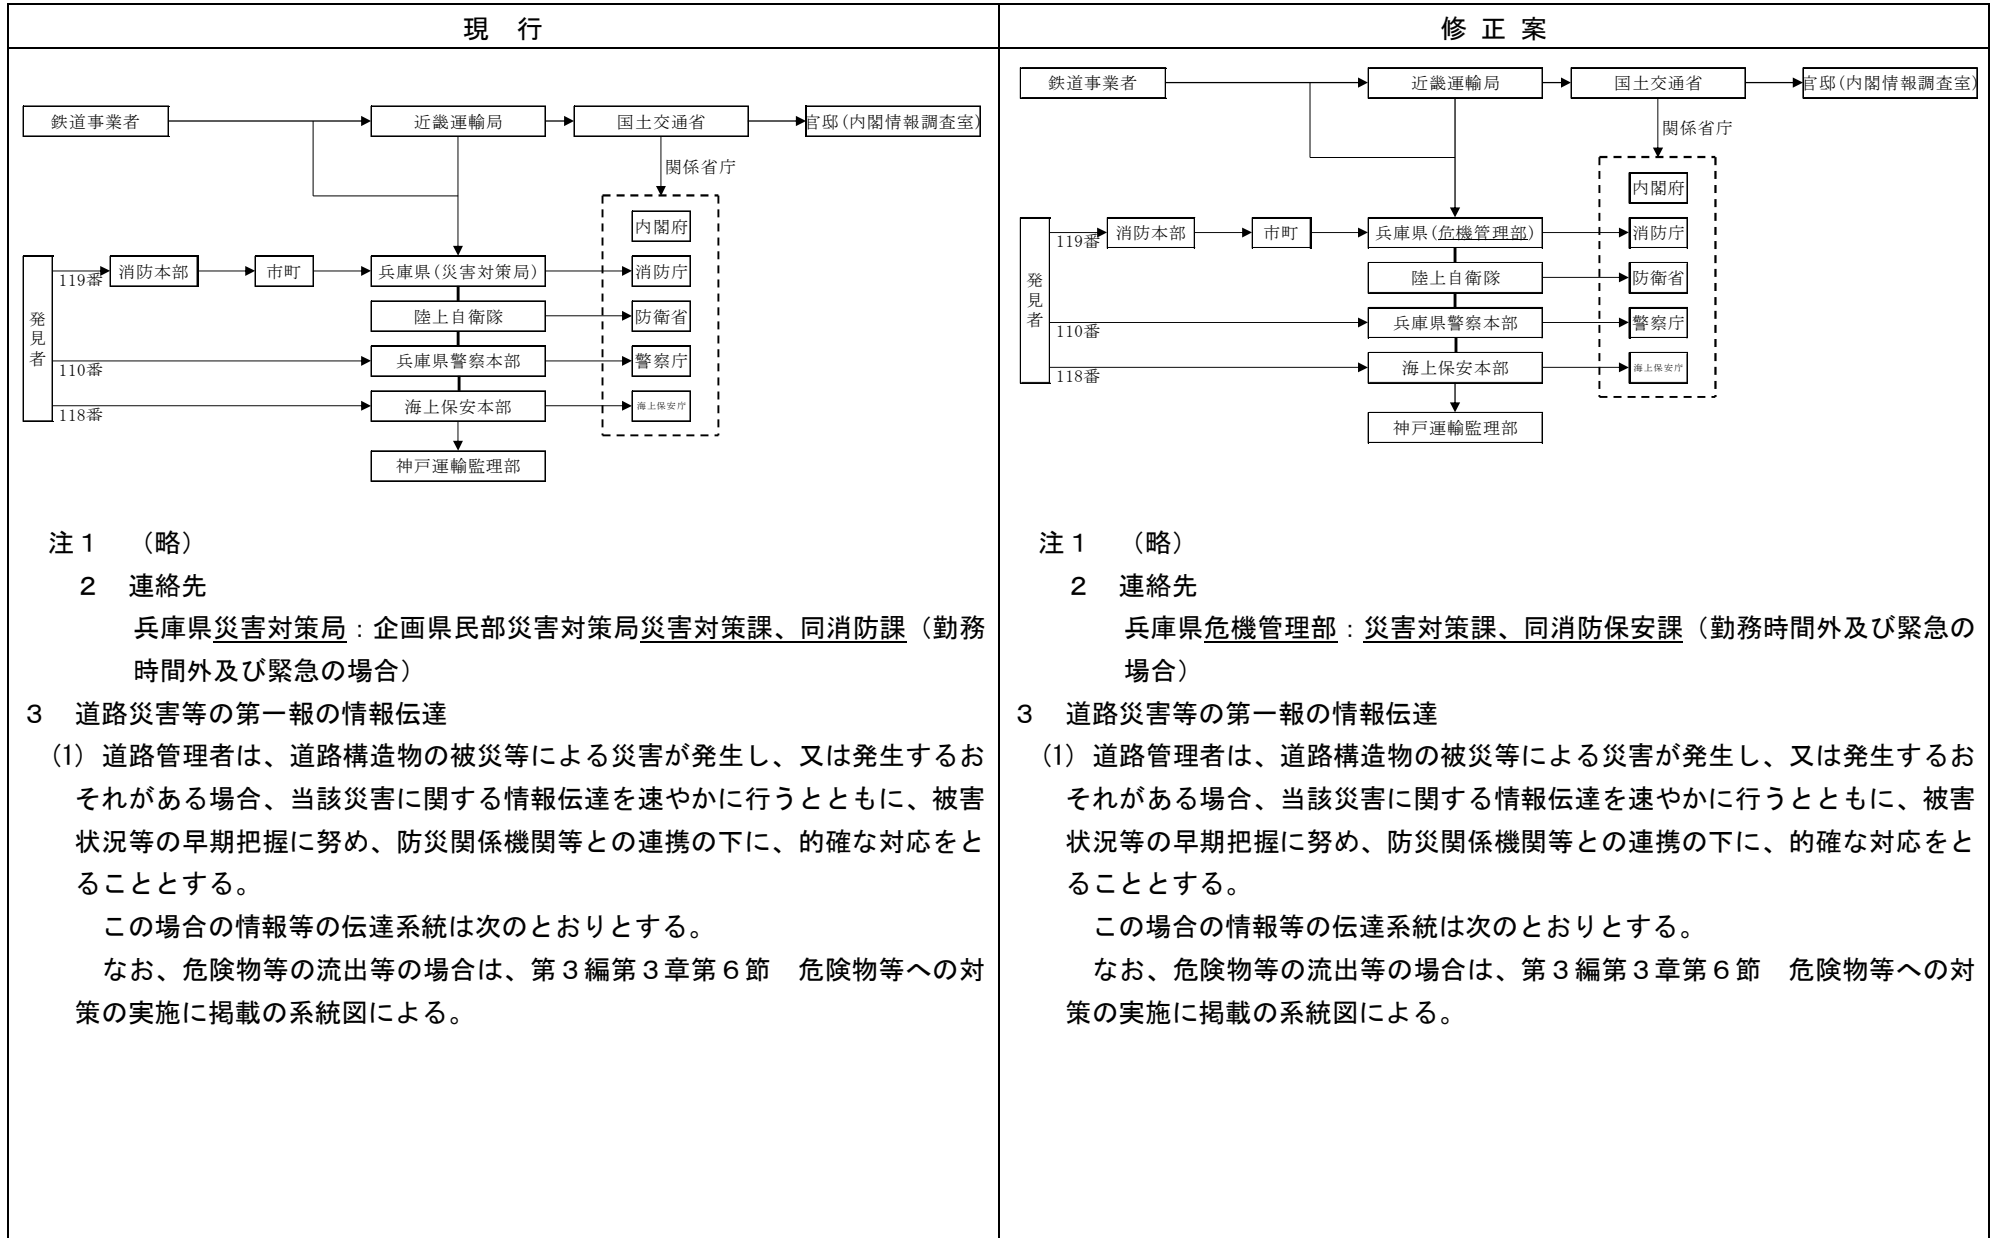 現　行
鉄道事業者
近畿運輸局
国土交通省
官邸(内閣情報調査室)
関係省庁
内閣府
発見者
119番
消防本部
市町
兵庫県(災害対策局)
消防庁
陸上自衛隊
防衛省
110番
兵庫県警察本部
警察庁
118番
海上保安本部
海上保安庁
神戸運輸監理部
注１　（略）
２　連絡先
兵庫県災害対策局：企画県民部災害対策局災害対策課、同消防課（勤務
時間外及び緊急の場合）
３　道路災害等の第一報の情報伝達
(1) 道路管理者は、道路構造物の被災等による災害が発生し、又は発生するお
それがある場合、当該災害に関する情報伝達を速やかに行うとともに、被害
状況等の早期把握に努め、防災関係機関等との連携の下に、的確な対応をと
ることとする。
この場合の情報等の伝達系統は次のとおりとする。
なお、危険物等の流出等の場合は、第３編第３章第６節　危険物等への対
策の実施に掲載の系統図による。
修 正 案
鉄道事業者
近畿運輸局
国土交通省
官邸(内閣情報調査室)
関係省庁
内閣府
発見者
119番
消防本部
市町
兵庫県(危機管理部)
消防庁
陸上自衛隊
防衛省
110番
兵庫県警察本部
警察庁
118番
海上保安本部
海上保安庁
神戸運輸監理部
注１　（略）
２　連絡先
兵庫県危機管理部：災害対策課、同消防保安課（勤務時間外及び緊急の
場合）
３　道路災害等の第一報の情報伝達
(1) 道路管理者は、道路構造物の被災等による災害が発生し、又は発生するお
それがある場合、当該災害に関する情報伝達を速やかに行うとともに、被害
状況等の早期把握に努め、防災関係機関等との連携の下に、的確な対応をと
ることとする。
この場合の情報等の伝達系統は次のとおりとする。
なお、危険物等の流出等の場合は、第３編第３章第６節　危険物等への対
策の実施に掲載の系統図による。